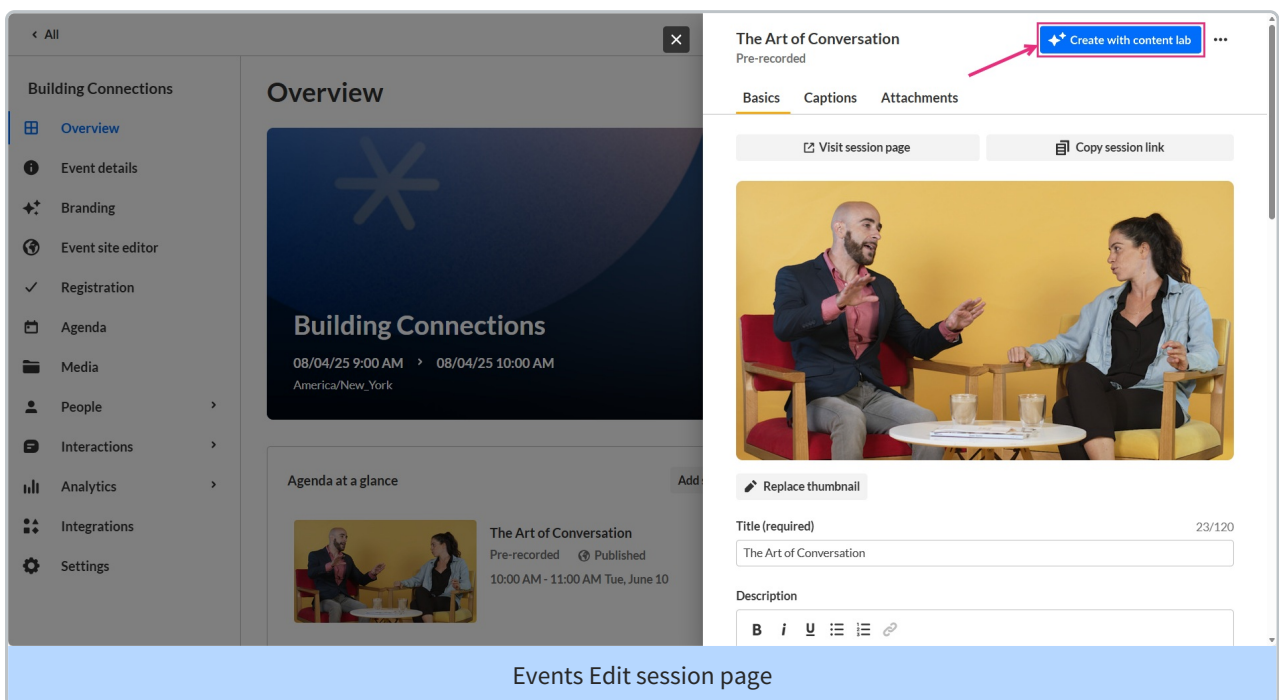 All
Building Connections
Overview
Event details
Branding
Event site editor
Registration
Agenda
Media
People
Interactions
Analytics
Integrations
Settings
Overview
Building Connections
08/04/25 9:00 AM > 08/04/25 10:00 AM
America/New_York
Agenda at a glance
Add
The Art of Conversation
Pre-recorded Published
10:00 AM - 11:00 AM Tue, June 10
The Art of Conversation
Create with content lab
Pre-recorded
Basics Captions Attachments
Visit session page
Copy session link
Replace thumbnail
Title (required) 23/120
The Art of Conversation
Description
B i U
Events Edit session page